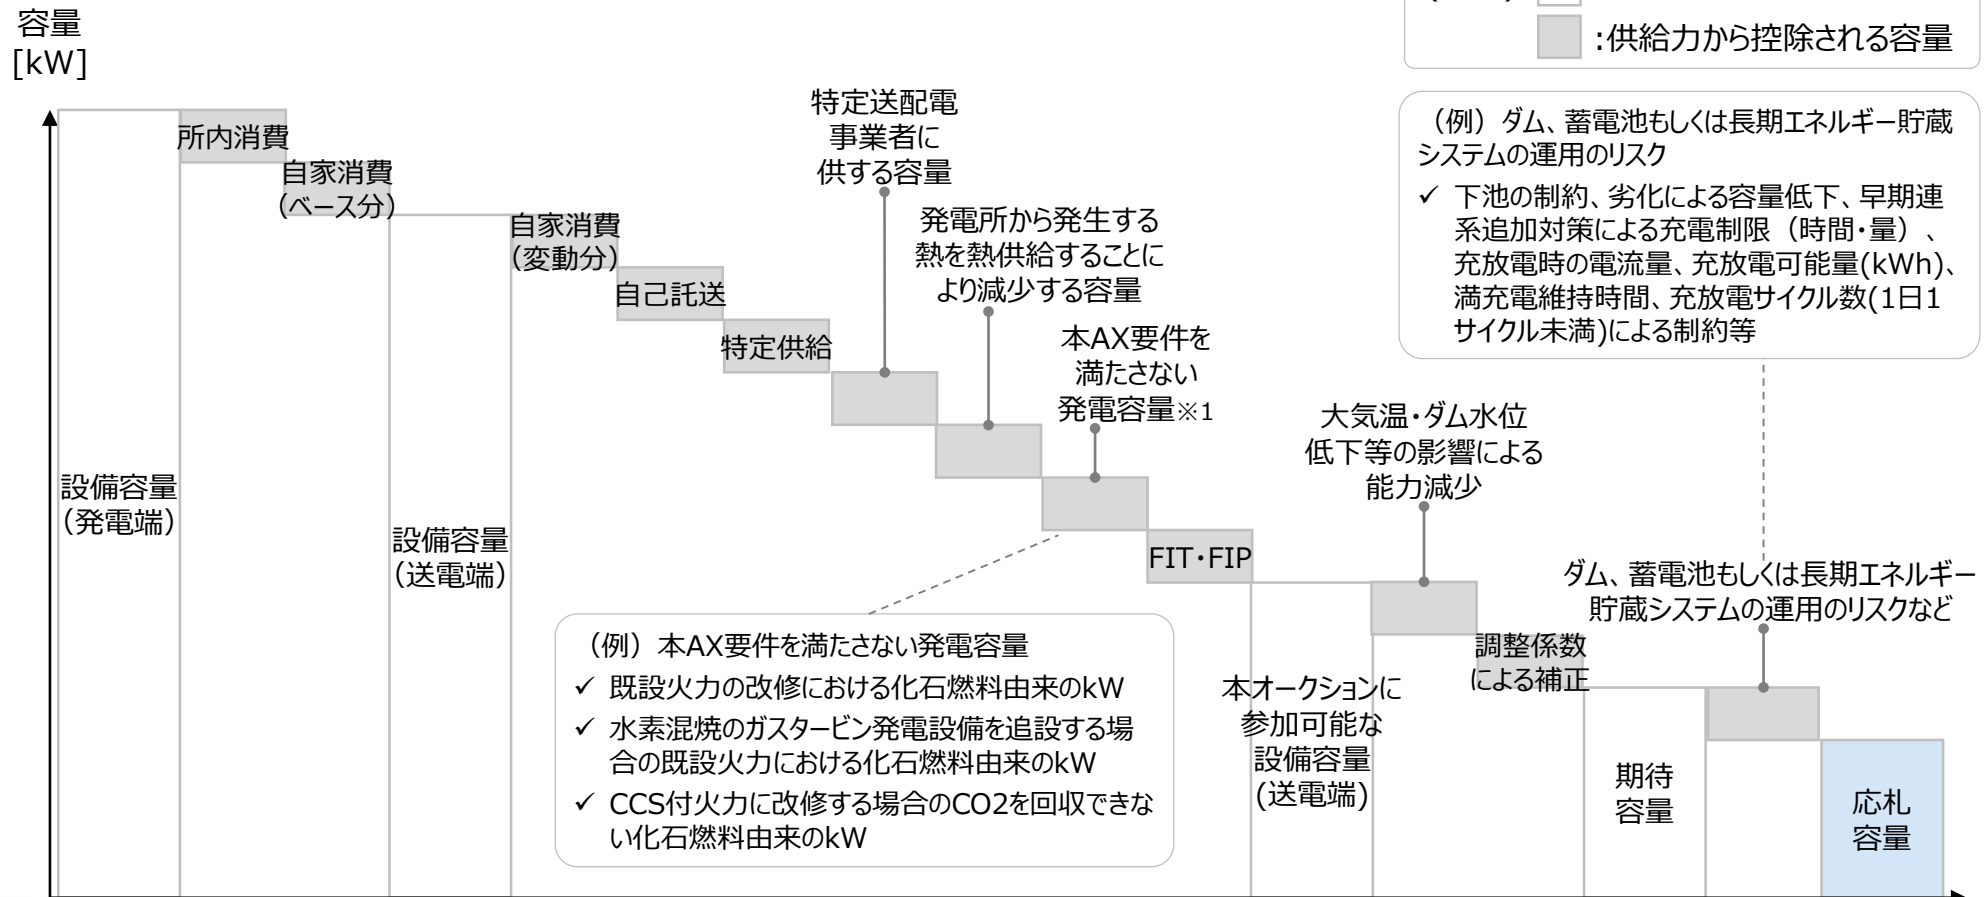 容量
[kW]
:供給力から控除される容量
所内消費
自家消費
(ベース分)
設備容量
(発電端)
設備容量
(送電端)
自家消費
(変動分)
自己託送
特定供給
特定送配電
事業者に
供する容量
発電所から発生する
熱を熱供給することに
より減少する容量
本AX要件を
満たさない
発電容量※1
FIT・FIP
(例)本AX要件を満たさない発電容量
✓ 既設火力の改修における化石燃料由来のkW
✓ 水素混焼のガスタービン発電設備を追設する場
合の既設火力における化石燃料由来のkW
✓ CCS付火力に改修する場合のCO2を回収できな
い化石燃料由来のkW
本オークションに
参加可能な
設備容量
(送電端)
大気温・ダム水位
低下等の影響による
能力減少
調整係数
による補正
期待
容量
(例)ダム、蓄電池もしくは長期エネルギー貯蔵
システムの運用のリスク
✓ 下池の制約、劣化による容量低下、早期連
系追加対策による充電制限(時間・量)、
充放電時の電流量、充放電可能量(kWh)、
満充電維持時間、充放電サイクル数(1日1
サイクル未満)による制約等
ダム、蓄電池もしくは長期エネルギー
貯蔵システムの運用のリスクなど
応札
容量